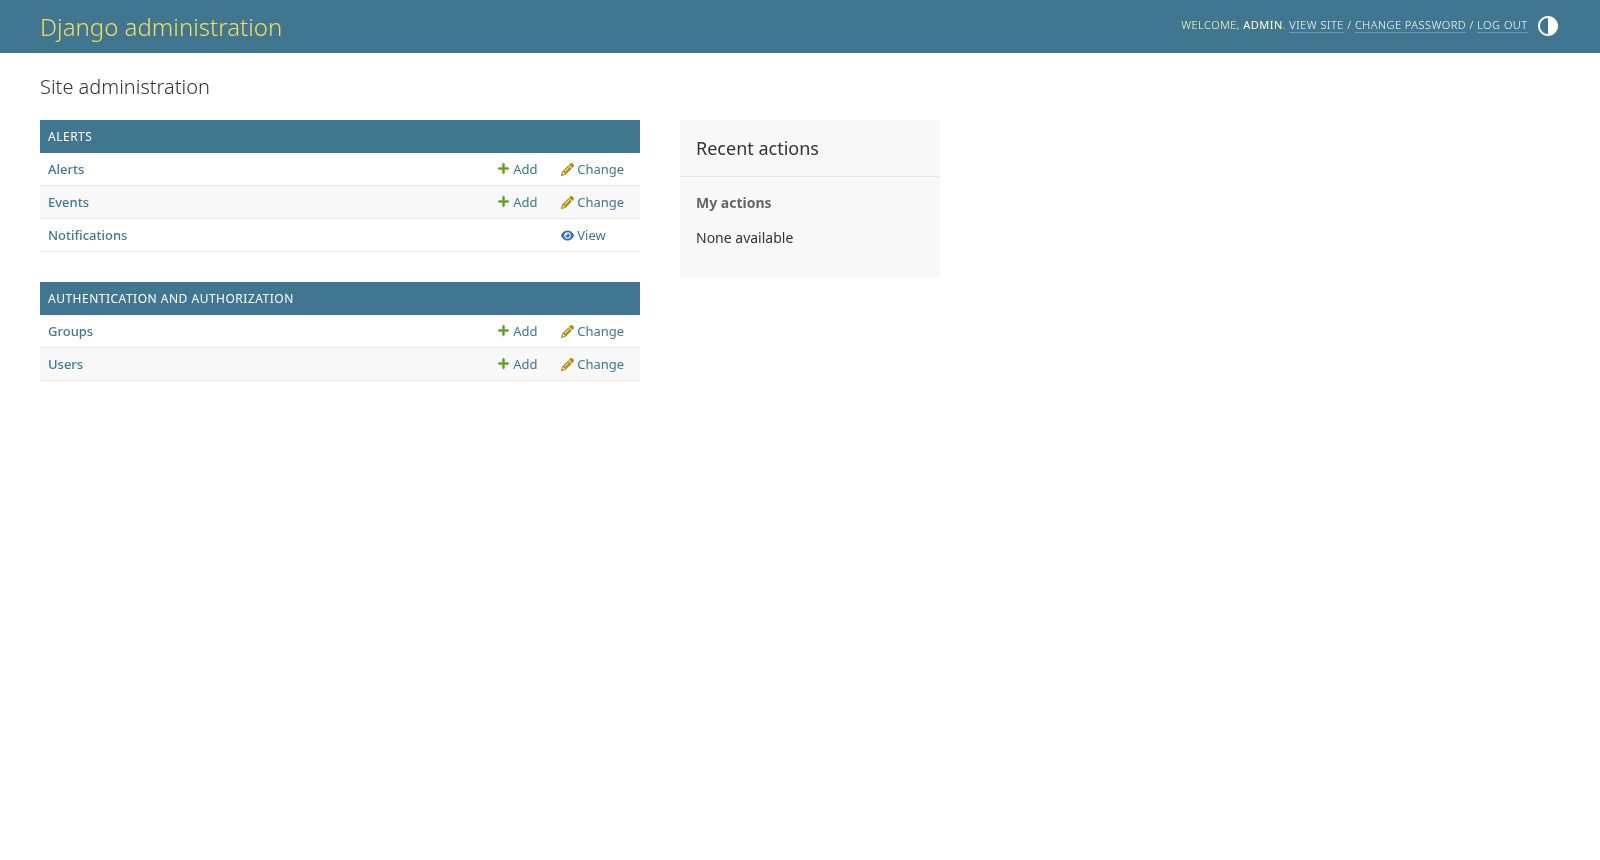 Django administration
WELCOME, ADMIN. VIEW SITE / CHANGE PASSWORD / LOG OUT
Site administration
ALERTS
Alerts Add Change
Events Add Change
Notifications View
AUTHENTICATION AND AUTHORIZATION
Groups Add Change
Users Add Change
Recent actions
My actions
None available